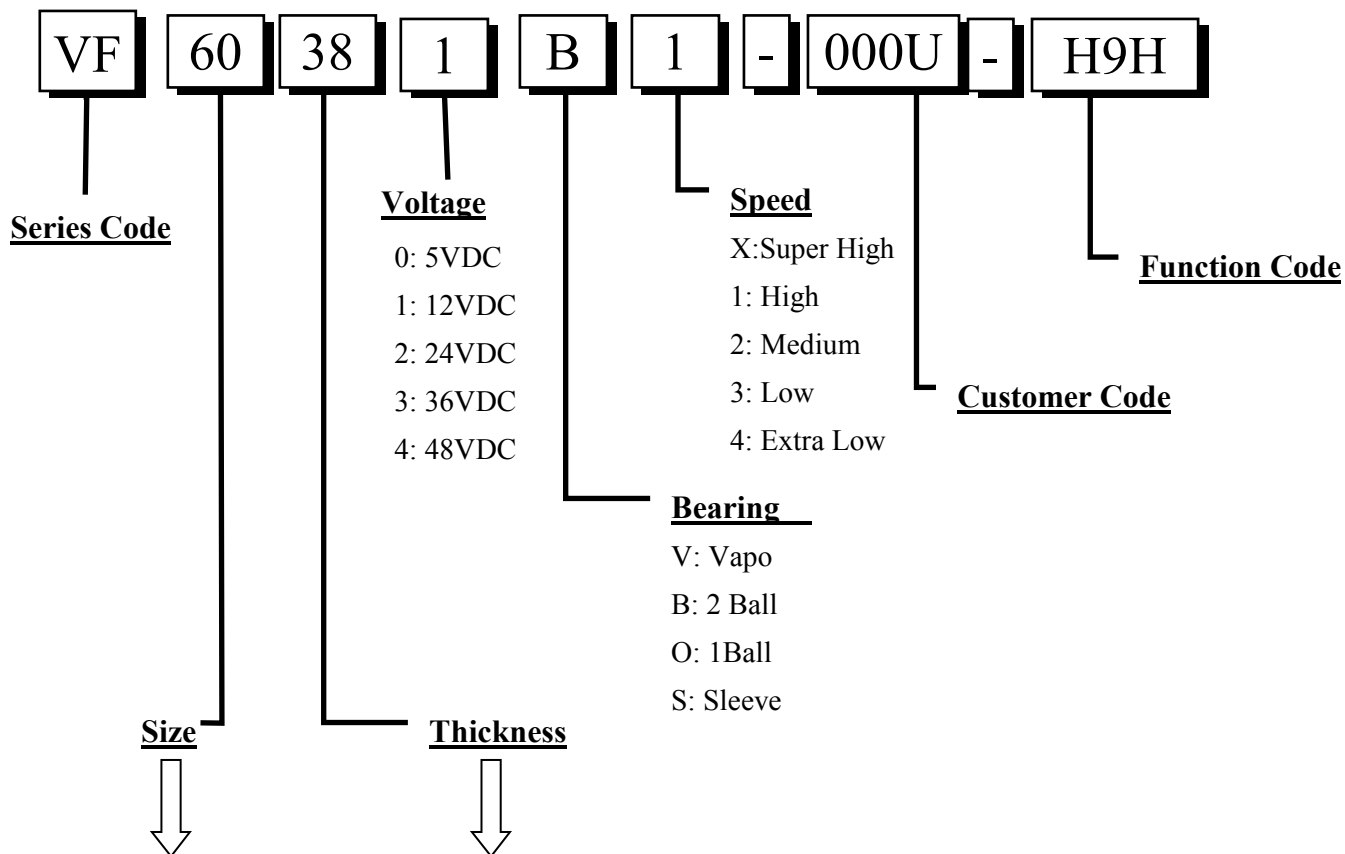 VF 60 38 1 B 1 - 000U - H9H
Series Code
Voltage
0: 5VDC
1: 12VDC
2: 24VDC
3: 36VDC
4: 48VDC
Speed
X:Super High
1: High
2: Medium
3: Low
4: Extra Low
Function Code
Customer Code
Bearing
V: Vapo
B: 2 Ball
O: 1Ball
S: Sleeve
Size
Thickness